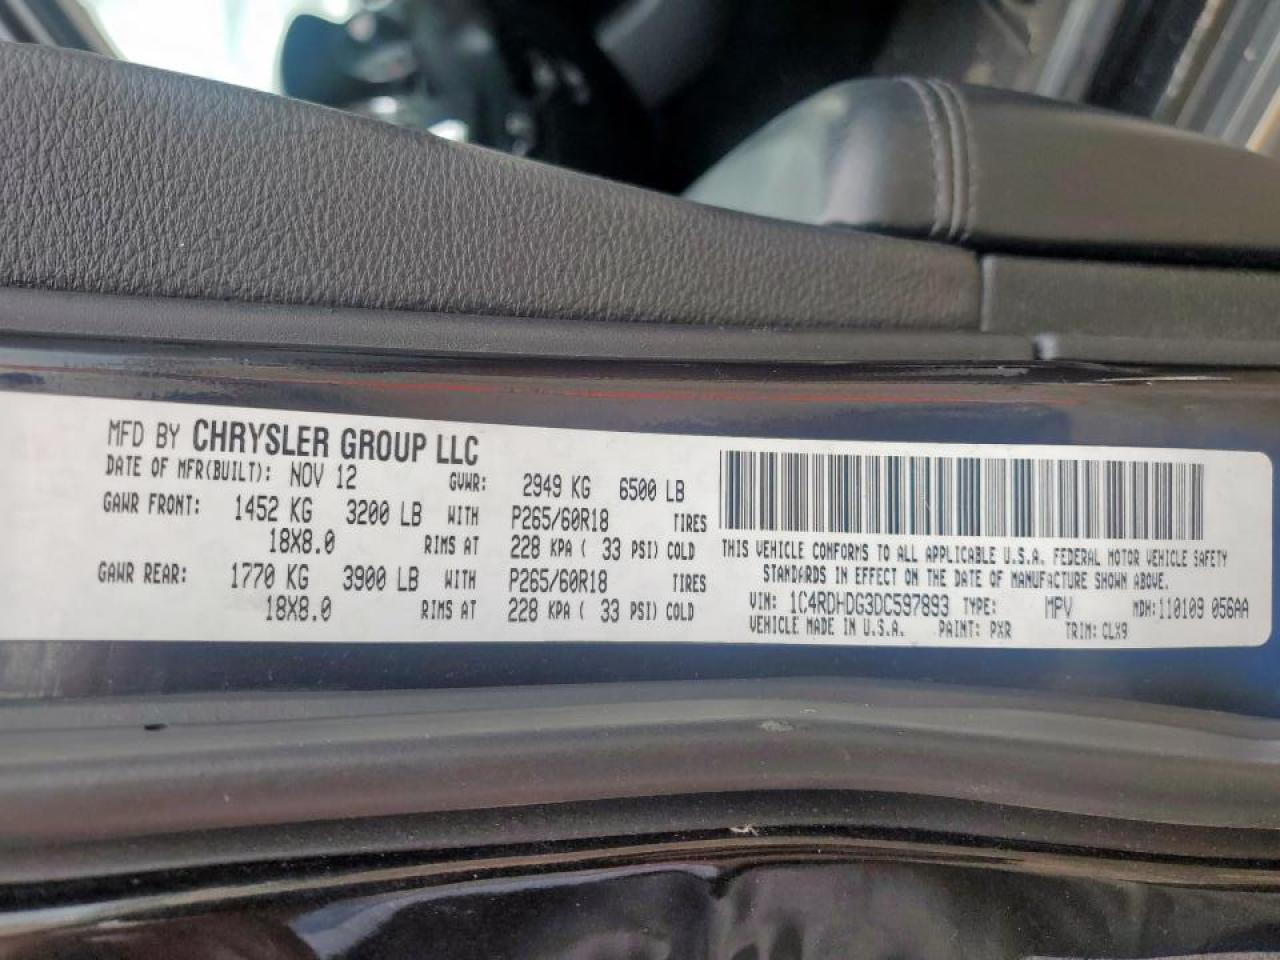 MFD BY CHRYSLER GROUP LLC
DATE OF MFR(BUILT): NOV 12 GVWR: 2949 KG 6500 LB
GAWR FRONT: 1452 KG 3200 LB WITH P265/60R18 TIRES
18X8.0 RIMS AT 228 KPA ( 33 PSI) COLD
GAWR REAR: 1770 KG 3900 LB WITH P265/60R18 TIRES
18X8.0 RIMS AT 228 KPA ( 33 PSI) COLD
THIS VEHICLE CONFORMS TO ALL APPLICABLE U.S.A. FEDERAL MOTOR VEHICLE SAFETY
STANDARDS IN EFFECT ON THE DATE OF MANUFACTURE SHOWN ABOVE.
VIN: 1C4RDHDG3DC597893 TYPE: MPV MDH:110109 056AA
VEHICLE MADE IN U.S.A. PAINT: PXR TRIM: CLX9